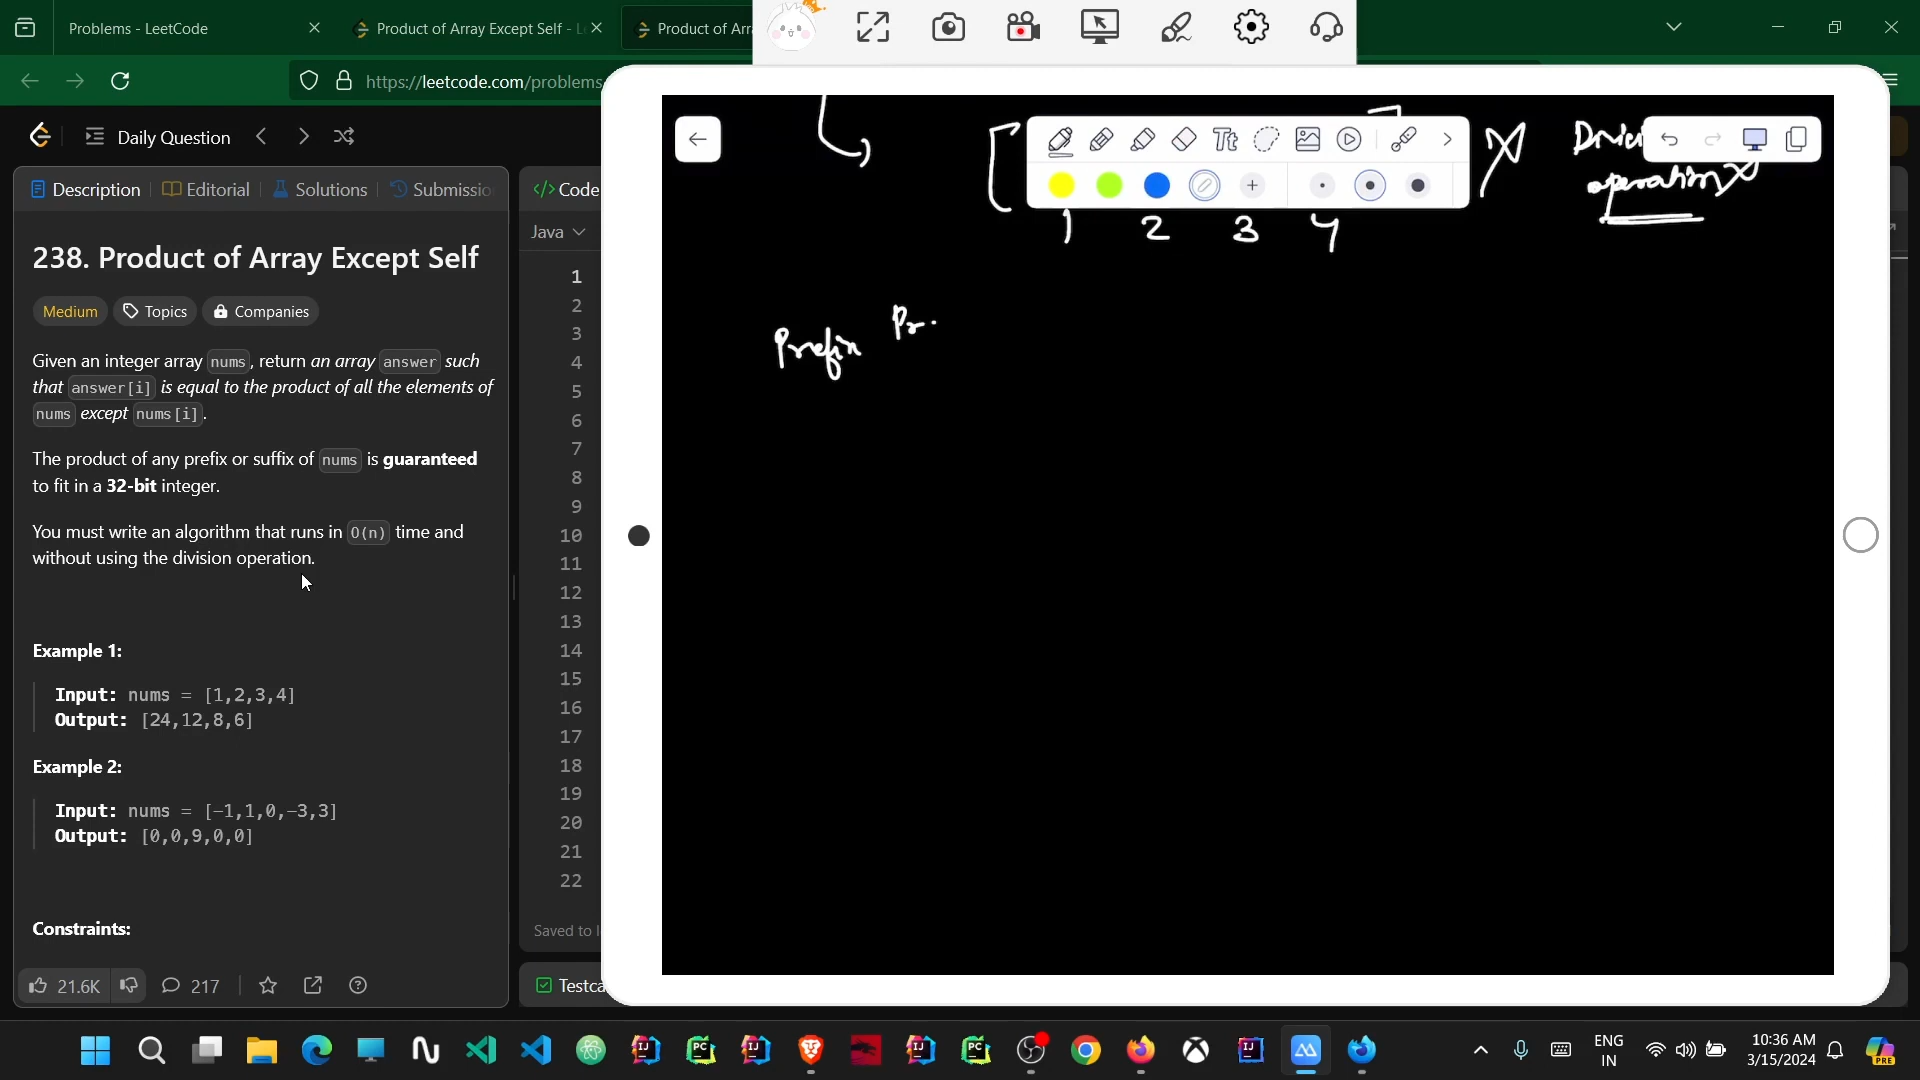 Problems - LeetCode
Product of Array Except Self - L
Product of Arr
https://leetcode.com/problems
Daily Question
Description
Editorial
Solutions
Submissio
</> Code
Java
238. Product of Array Except Self
Medium
Topics
Companies
Given an integer array nums, return an array answer such
that answer[i] is equal to the product of all the elements of
nums except nums[i].
The product of any prefix or suffix of nums is guaranteed
to fit in a 32-bit integer.
You must write an algorithm that runs in O(n) time and
without using the division operation.
Example 1:
Input: nums = [1,2,3,4]
Output: [24,12,8,6]
Example 2:
Input: nums = [-1,1,0,-3,3]
Output: [0,0,9,0,0]
Constraints:
21.6K
217
1
2
3
4
5
6
7
8
9
10
11
12
13
14
15
16
17
18
19
20
21
22
Saved to l
Testca
Tt
operation
1 2 3 4
Prefix Pr.
ENG
IN
10:36 AM
3/15/2024